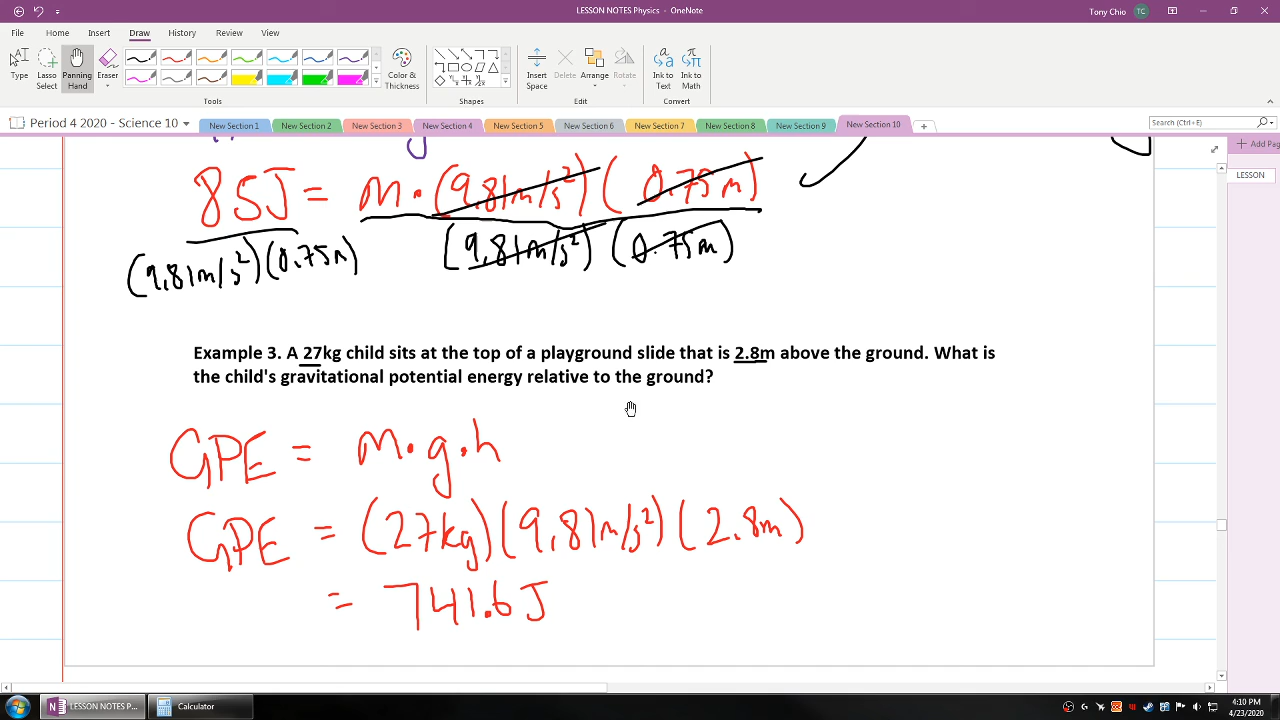 LESSON NOTES Physics - OneNote
Tony Chio TC
File Home Insert Draw History Review View
Type
Lasso Select
Panning Hand
Eraser
Color & Thickness
Insert Space
Delete
Arrange
Rotate
Ink to Text
Ink to Math
Tools
Shapes
Edit
Convert
Period 4 2020 - Science 10
New Section 1
New Section 2
New Section 3
New Section 4
New Section 5
New Section 6
New Section 7
New Section 8
New Section 9
New Section 10
Search (Ctrl+E)
Add Pag
LESSON
85J = m·(9.81m/s²)(0.75m)
(9.81m/s²)(0.75m) (9.81m/s²)(0.75m)
Example 3. A 27kg child sits at the top of a playground slide that is 2.8m above the ground. What is
the child's gravitational potential energy relative to the ground?
GPE = m·g·h
GPE = (27kg)(9.81m/s²)(2.8m)
= 741.6J
LESSON NOTES P...
Calculator
4:10 PM
4/23/2020